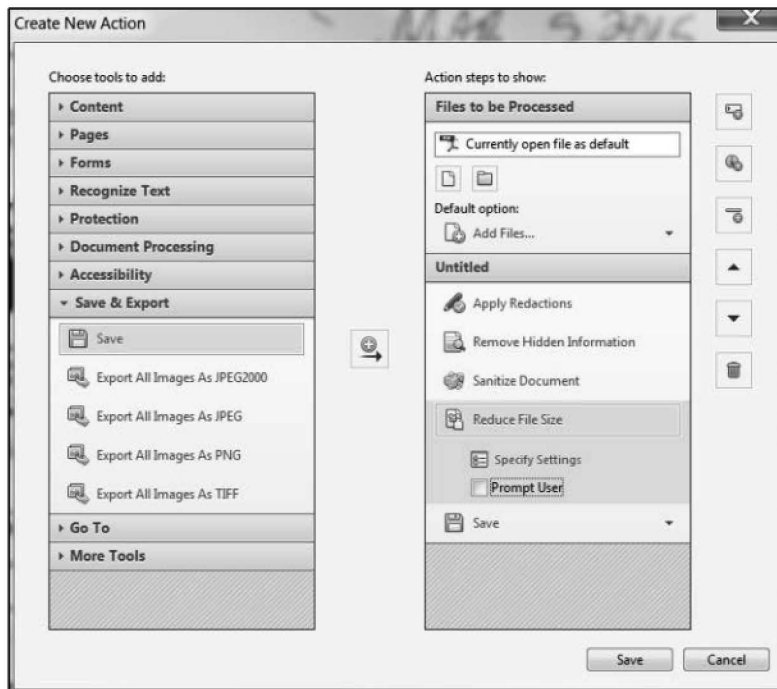 Create New Action
MAR 5 2015
Choose tools to add:
Content
Pages
Forms
Recognize Text
Protection
Document Processing
Accessibility
Save & Export
Save
Export All Images As JPEG2000
Export All Images As JPEG
Export All Images As PNG
Export All Images As TIFF
Go To
More Tools
Action steps to show:
Files to be Processed
Currently open file as default
Default option:
Add Files...
Untitled
Apply Redactions
Remove Hidden Information
Sanitize Document
Reduce File Size
Specify Settings
Prompt User
Save
Save
Cancel